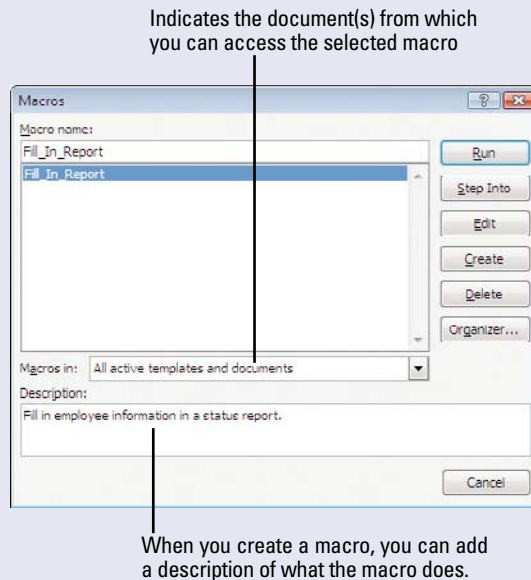 Indicates the document(s) from which
you can access the selected macro
Macros
Macro name:
Fill_In_Report
Run
Fill_In_Report
Step Into
Edit
Create
Delete
Organizer...
Macros in: All active templates and documents
Description:
Fill in employee information in a status report.
Cancel
When you create a macro, you can add
a description of what the macro does.